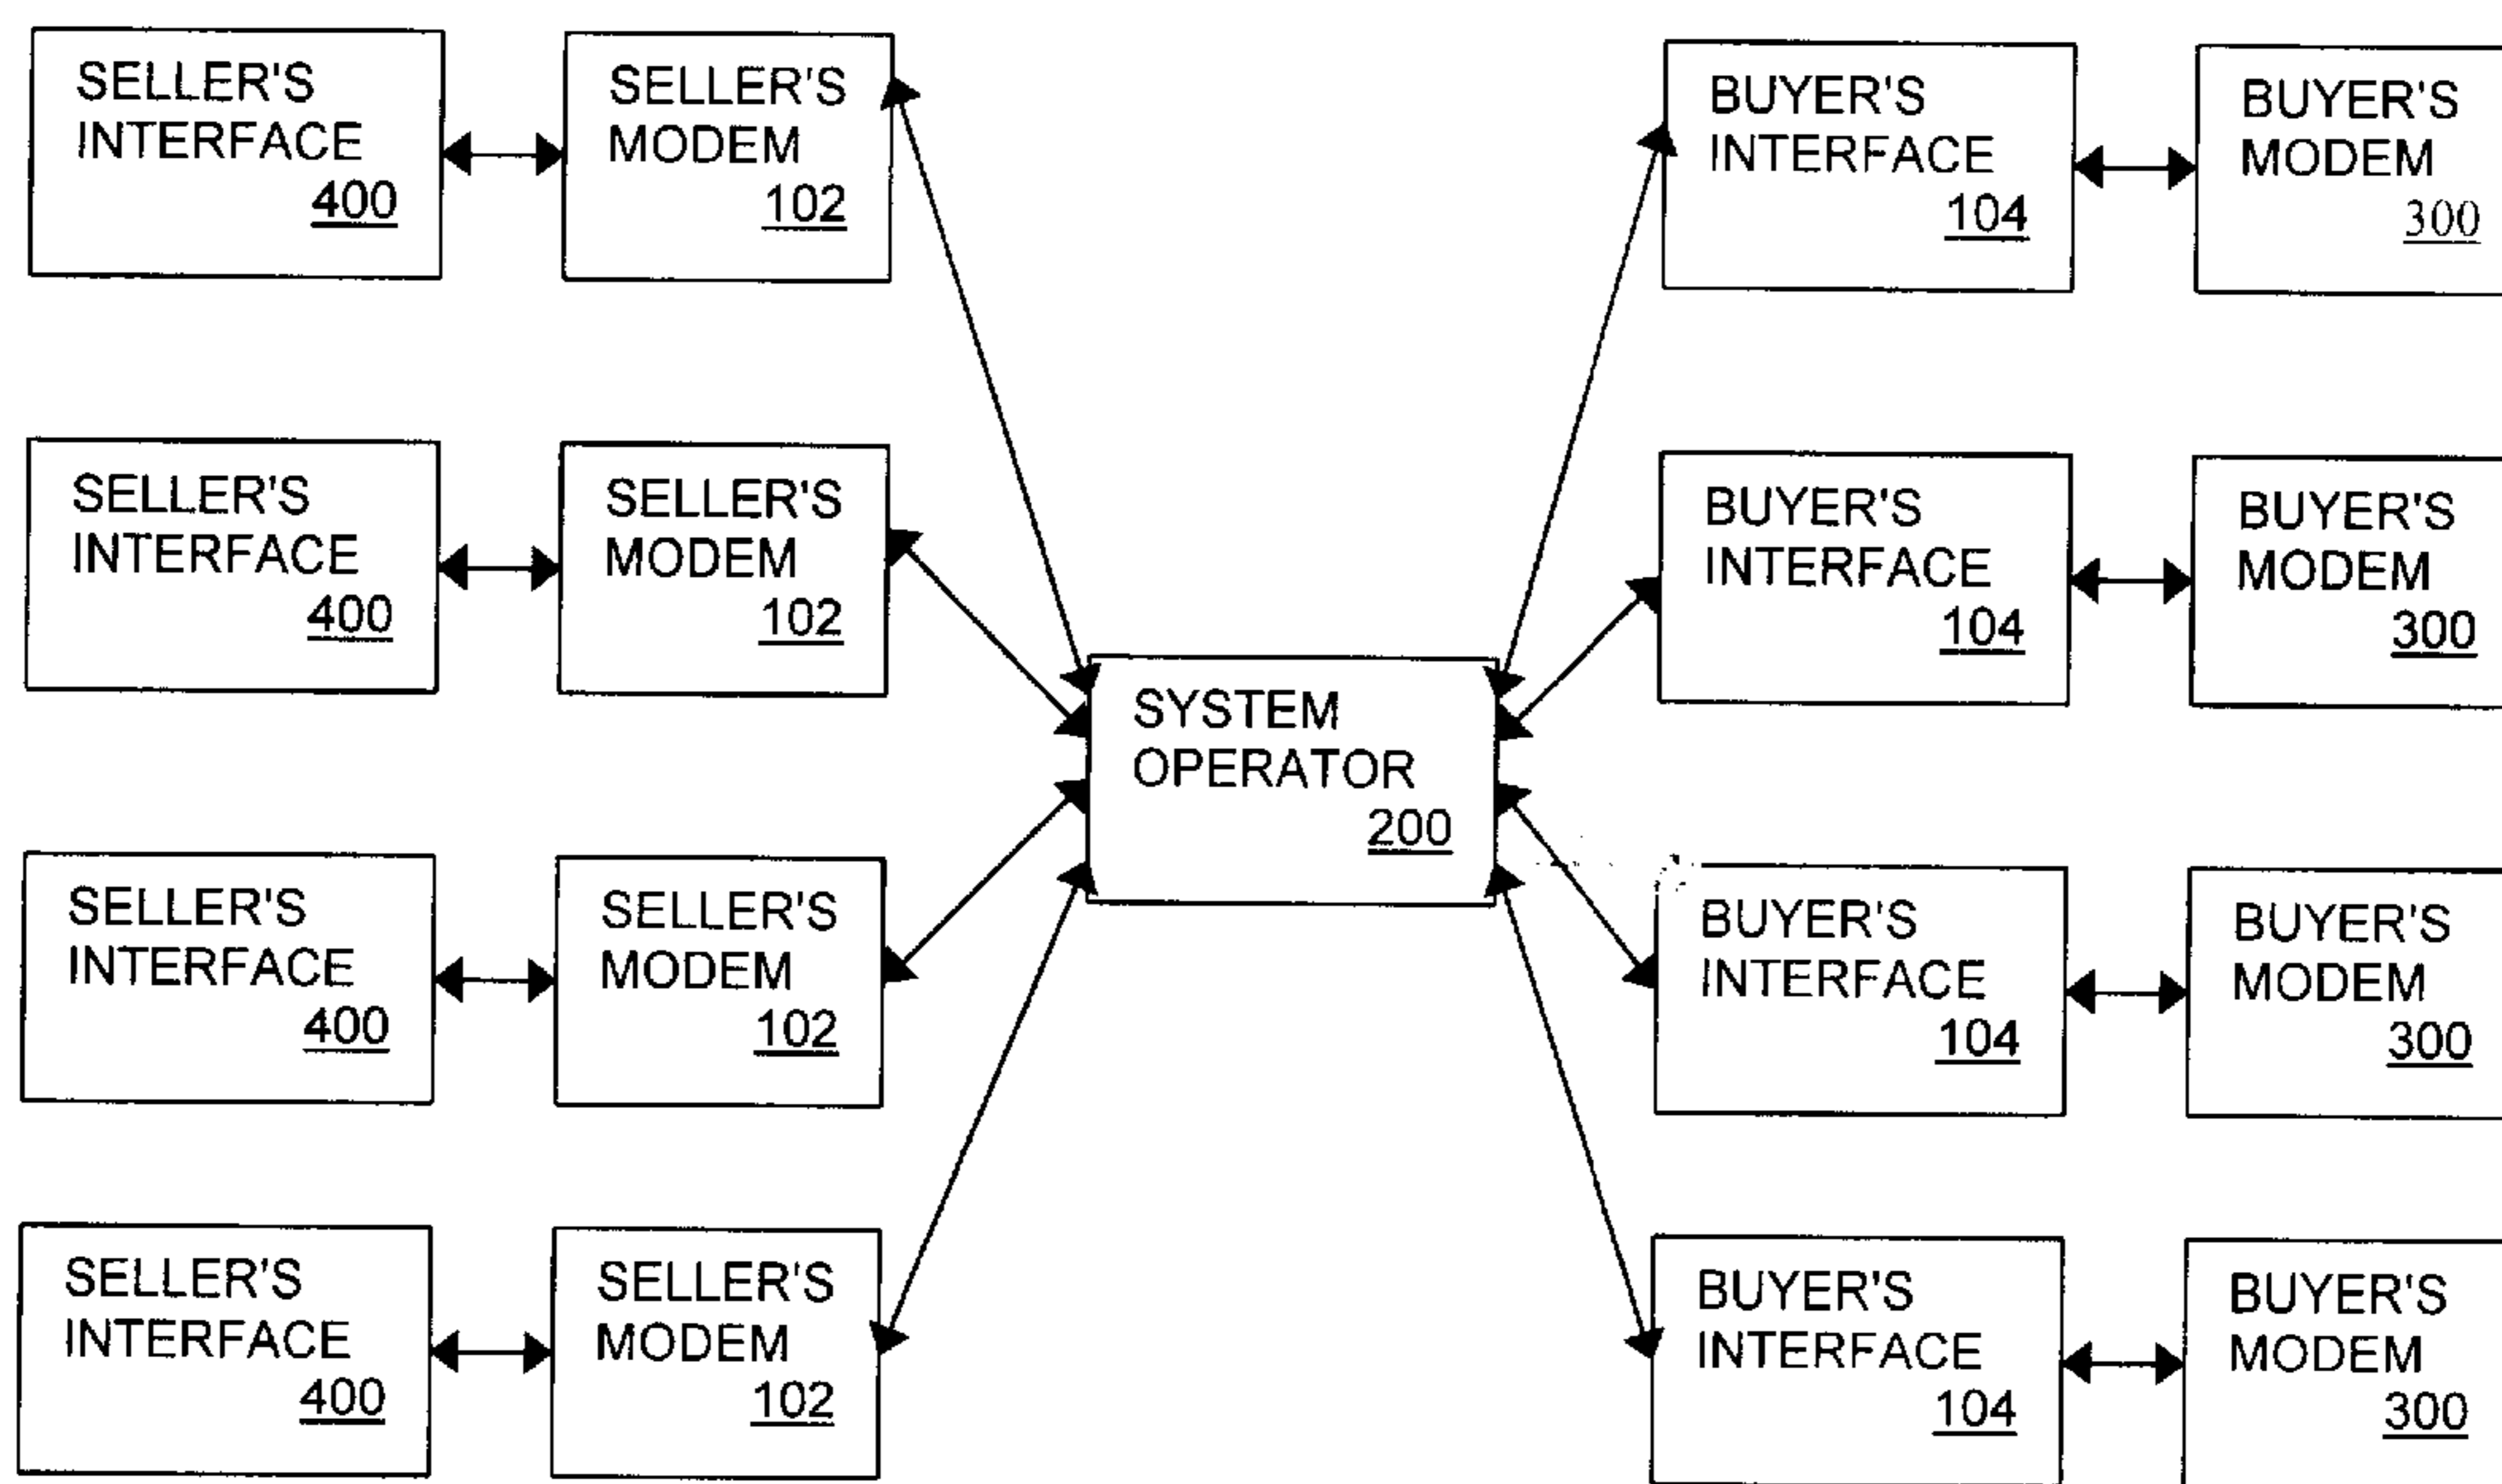 SELLER'S
INTERFACE
400
SELLER'S
MODEM
102
BUYER'S
INTERFACE
104
BUYER'S
MODEM
300
SELLER'S
INTERFACE
400
SELLER'S
MODEM
102
BUYER'S
INTERFACE
104
BUYER'S
MODEM
300
SYSTEM
OPERATOR
200
SELLER'S
INTERFACE
400
SELLER'S
MODEM
102
BUYER'S
INTERFACE
104
BUYER'S
MODEM
300
SELLER'S
INTERFACE
400
SELLER'S
MODEM
102
BUYER'S
INTERFACE
104
BUYER'S
MODEM
300